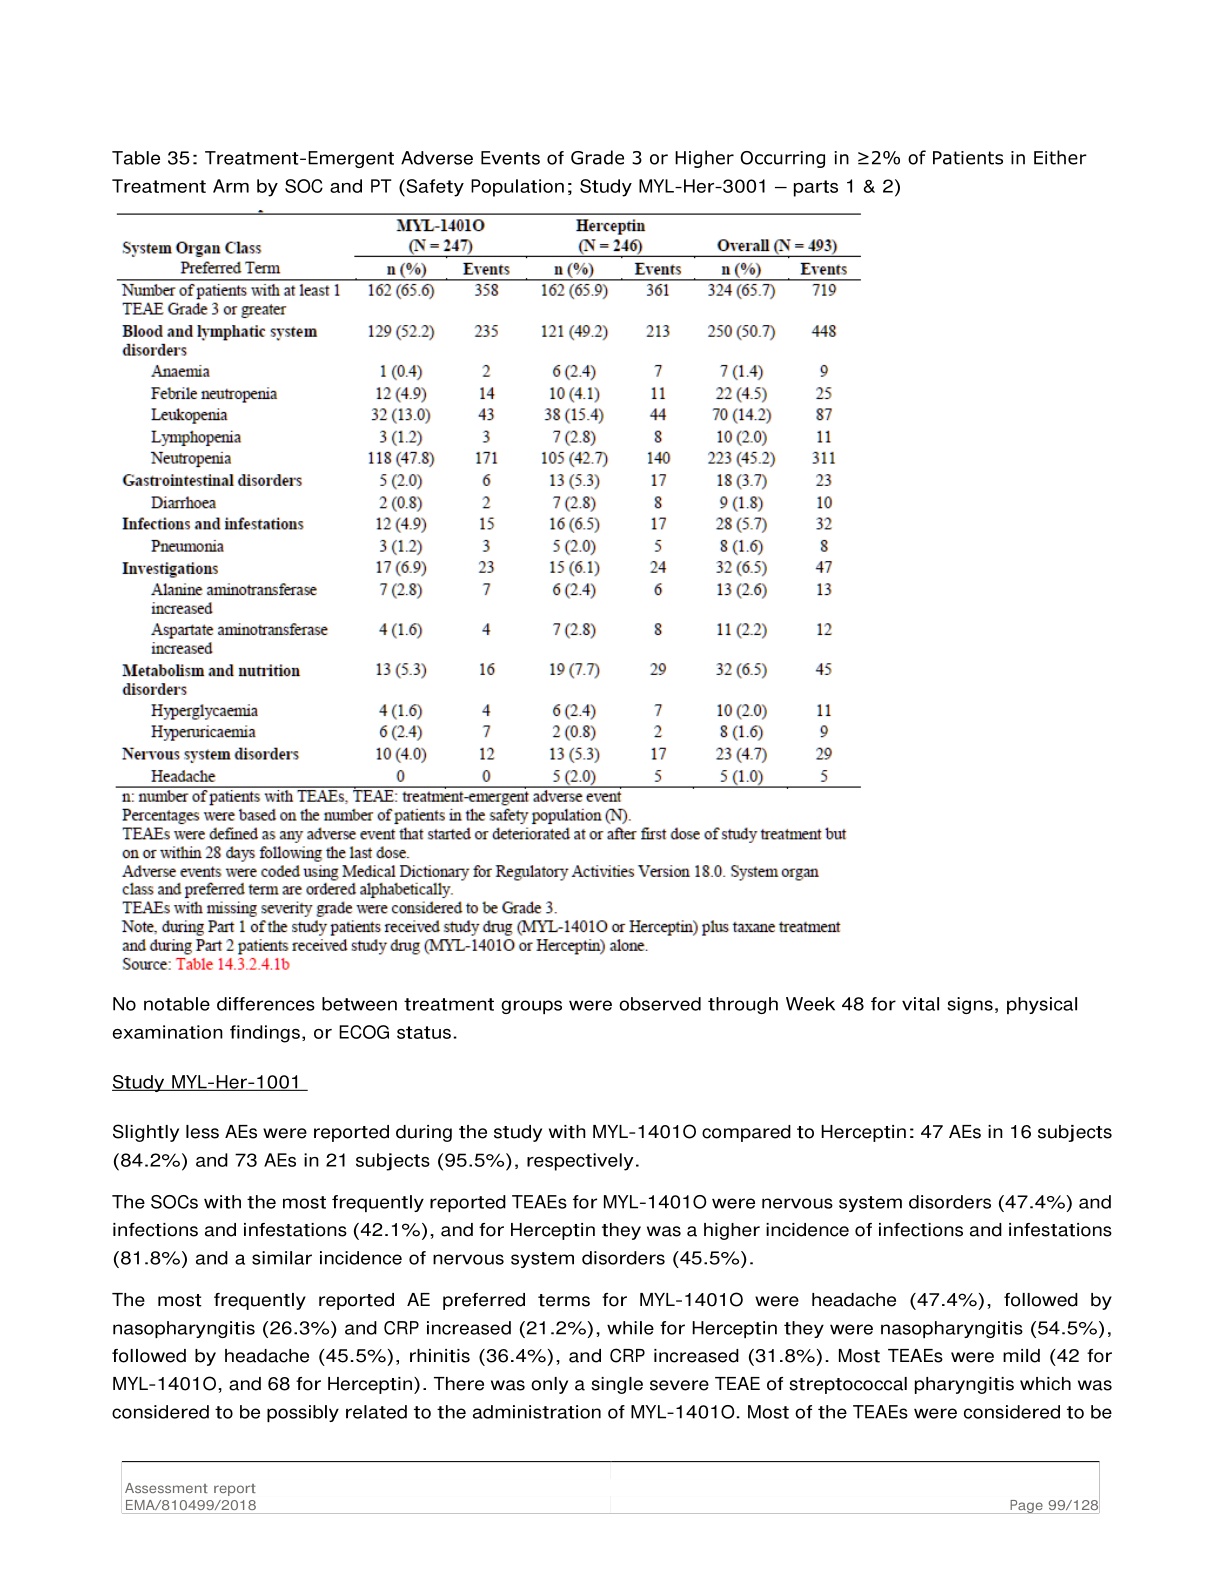 Table 35: Treatment-Emergent Adverse Events of Grade 3 or Higher Occurring in ≥2% of Patients in Either
Treatment Arm by SOC and PT (Safety Population; Study MYL-Her-3001 – parts 1 & 2)
MYL-1401O Herceptin
System Organ Class (N = 247) (N = 246) Overall (N = 493)
Preferred Term n (%) Events n (%) Events n (%) Events
Number of patients with at least 1 162 (65.6) 358 162 (65.9) 361 324 (65.7) 719
TEAE Grade 3 or greater
Blood and lymphatic system 129 (52.2) 235 121 (49.2) 213 250 (50.7) 448
disorders
Anaemia 1 (0.4) 2 6 (2.4) 7 7 (1.4) 9
Febrile neutropenia 12 (4.9) 14 10 (4.1) 11 22 (4.5) 25
Leukopenia 32 (13.0) 43 38 (15.4) 44 70 (14.2) 87
Lymphopenia 3 (1.2) 3 7 (2.8) 8 10 (2.0) 11
Neutropenia 118 (47.8) 171 105 (42.7) 140 223 (45.2) 311
Gastrointestinal disorders 5 (2.0) 6 13 (5.3) 17 18 (3.7) 23
Diarrhoea 2 (0.8) 2 7 (2.8) 8 9 (1.8) 10
Infections and infestations 12 (4.9) 15 16 (6.5) 17 28 (5.7) 32
Pneumonia 3 (1.2) 3 5 (2.0) 5 8 (1.6) 8
Investigations 17 (6.9) 23 15 (6.1) 24 32 (6.5) 47
Alanine aminotransferase 7 (2.8) 7 6 (2.4) 6 13 (2.6) 13
increased
Aspartate aminotransferase 4 (1.6) 4 7 (2.8) 8 11 (2.2) 12
increased
Metabolism and nutrition 13 (5.3) 16 19 (7.7) 29 32 (6.5) 45
disorders
Hyperglycaemia 4 (1.6) 4 6 (2.4) 7 10 (2.0) 11
Hyperuricaemia 6 (2.4) 7 2 (0.8) 2 8 (1.6) 9
Nervous system disorders 10 (4.0) 12 13 (5.3) 17 23 (4.7) 29
Headache 0 0 5 (2.0) 5 5 (1.0) 5
n: number of patients with TEAEs, TEAE: treatment-emergent adverse event
Percentages were based on the number of patients in the safety population (N).
TEAEs were defined as any adverse event that started or deteriorated at or after first dose of study treatment but
on or within 28 days following the last dose.
Adverse events were coded using Medical Dictionary for Regulatory Activities Version 18.0. System organ
class and preferred term are ordered alphabetically.
TEAEs with missing severity grade were considered to be Grade 3.
Note, during Part 1 of the study patients received study drug (MYL-1401O or Herceptin) plus taxane treatment
and during Part 2 patients received study drug (MYL-1401O or Herceptin) alone.
Source: Table 14.3.2.4.1b
No notable differences between treatment groups were observed through Week 48 for vital signs, physical
examination findings, or ECOG status.
Study MYL-Her-1001
Slightly less AEs were reported during the study with MYL-1401O compared to Herceptin: 47 AEs in 16 subjects
(84.2%) and 73 AEs in 21 subjects (95.5%), respectively.
The SOCs with the most frequently reported TEAEs for MYL-1401O were nervous system disorders (47.4%) and
infections and infestations (42.1%), and for Herceptin they was a higher incidence of infections and infestations
(81.8%) and a similar incidence of nervous system disorders (45.5%).
The most frequently reported AE preferred terms for MYL-1401O were headache (47.4%), followed by
nasopharyngitis (26.3%) and CRP increased (21.2%), while for Herceptin they were nasopharyngitis (54.5%),
followed by headache (45.5%), rhinitis (36.4%), and CRP increased (31.8%). Most TEAEs were mild (42 for
MYL-1401O, and 68 for Herceptin). There was only a single severe TEAE of streptococcal pharyngitis which was
considered to be possibly related to the administration of MYL-1401O. Most of the TEAEs were considered to be
Assessment report
EMA/810499/2018 Page 99/128